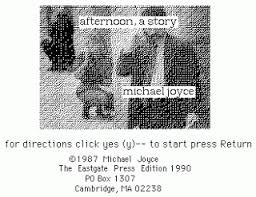 afternoon, a story
michael joyce
for directions click yes (y)-- to start press Return
©1987 Michael Joyce
The Eastgate Press Edition 1990
PO Box 1307
Cambridge, MA 02238